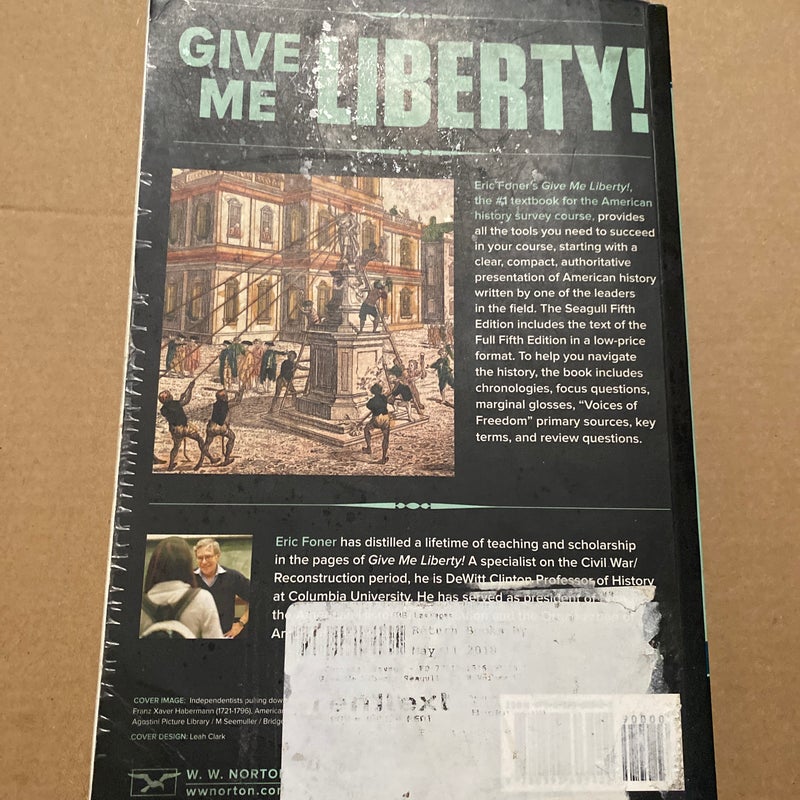 GIVE ME LIBERTY!
Eric Foner's Give Me Liberty!,
the #1 textbook for the American
history survey course, provides
all the tools you need to succeed
in your course, starting with a
clear, compact, authoritative
presentation of American history
written by one of the leaders
in the field. The Seagull Fifth
Edition includes the text of the
Full Fifth Edition in a low-price
format. To help you navigate
the history, the book includes
chronologies, focus questions,
marginal glosses, “Voices of
Freedom” primary sources, key
terms, and review questions.
Eric Foner has distilled a lifetime of teaching and scholarship
in the pages of Give Me Liberty! A specialist on the Civil War/
Reconstruction period, he is DeWitt Clinton Professor of History
at Columbia University. He has served as president of
the
Return Books by
May 11 2018
COVER IMAGE: Independentists pulling down
Franz Xaver Habermann (1721-1796), American
Agostini Picture Library / M Seemuller / Bridge
COVER DESIGN: Leah Clark
90000
W. W. NORTON
wwnorton.com